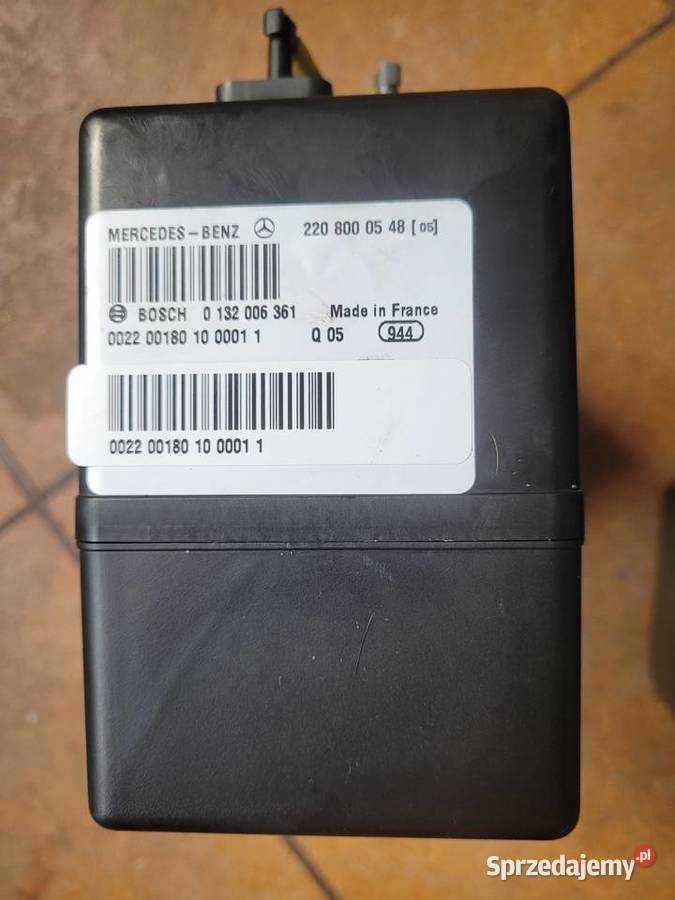 MERCEDES-BENZ 220 800 05 48 [05]
BOSCH 0 132 006 361 Made in France
0022 00180 10 0001 1 Q 05 944
0022 00180 10 0001 1
Sprzedajemy.pl